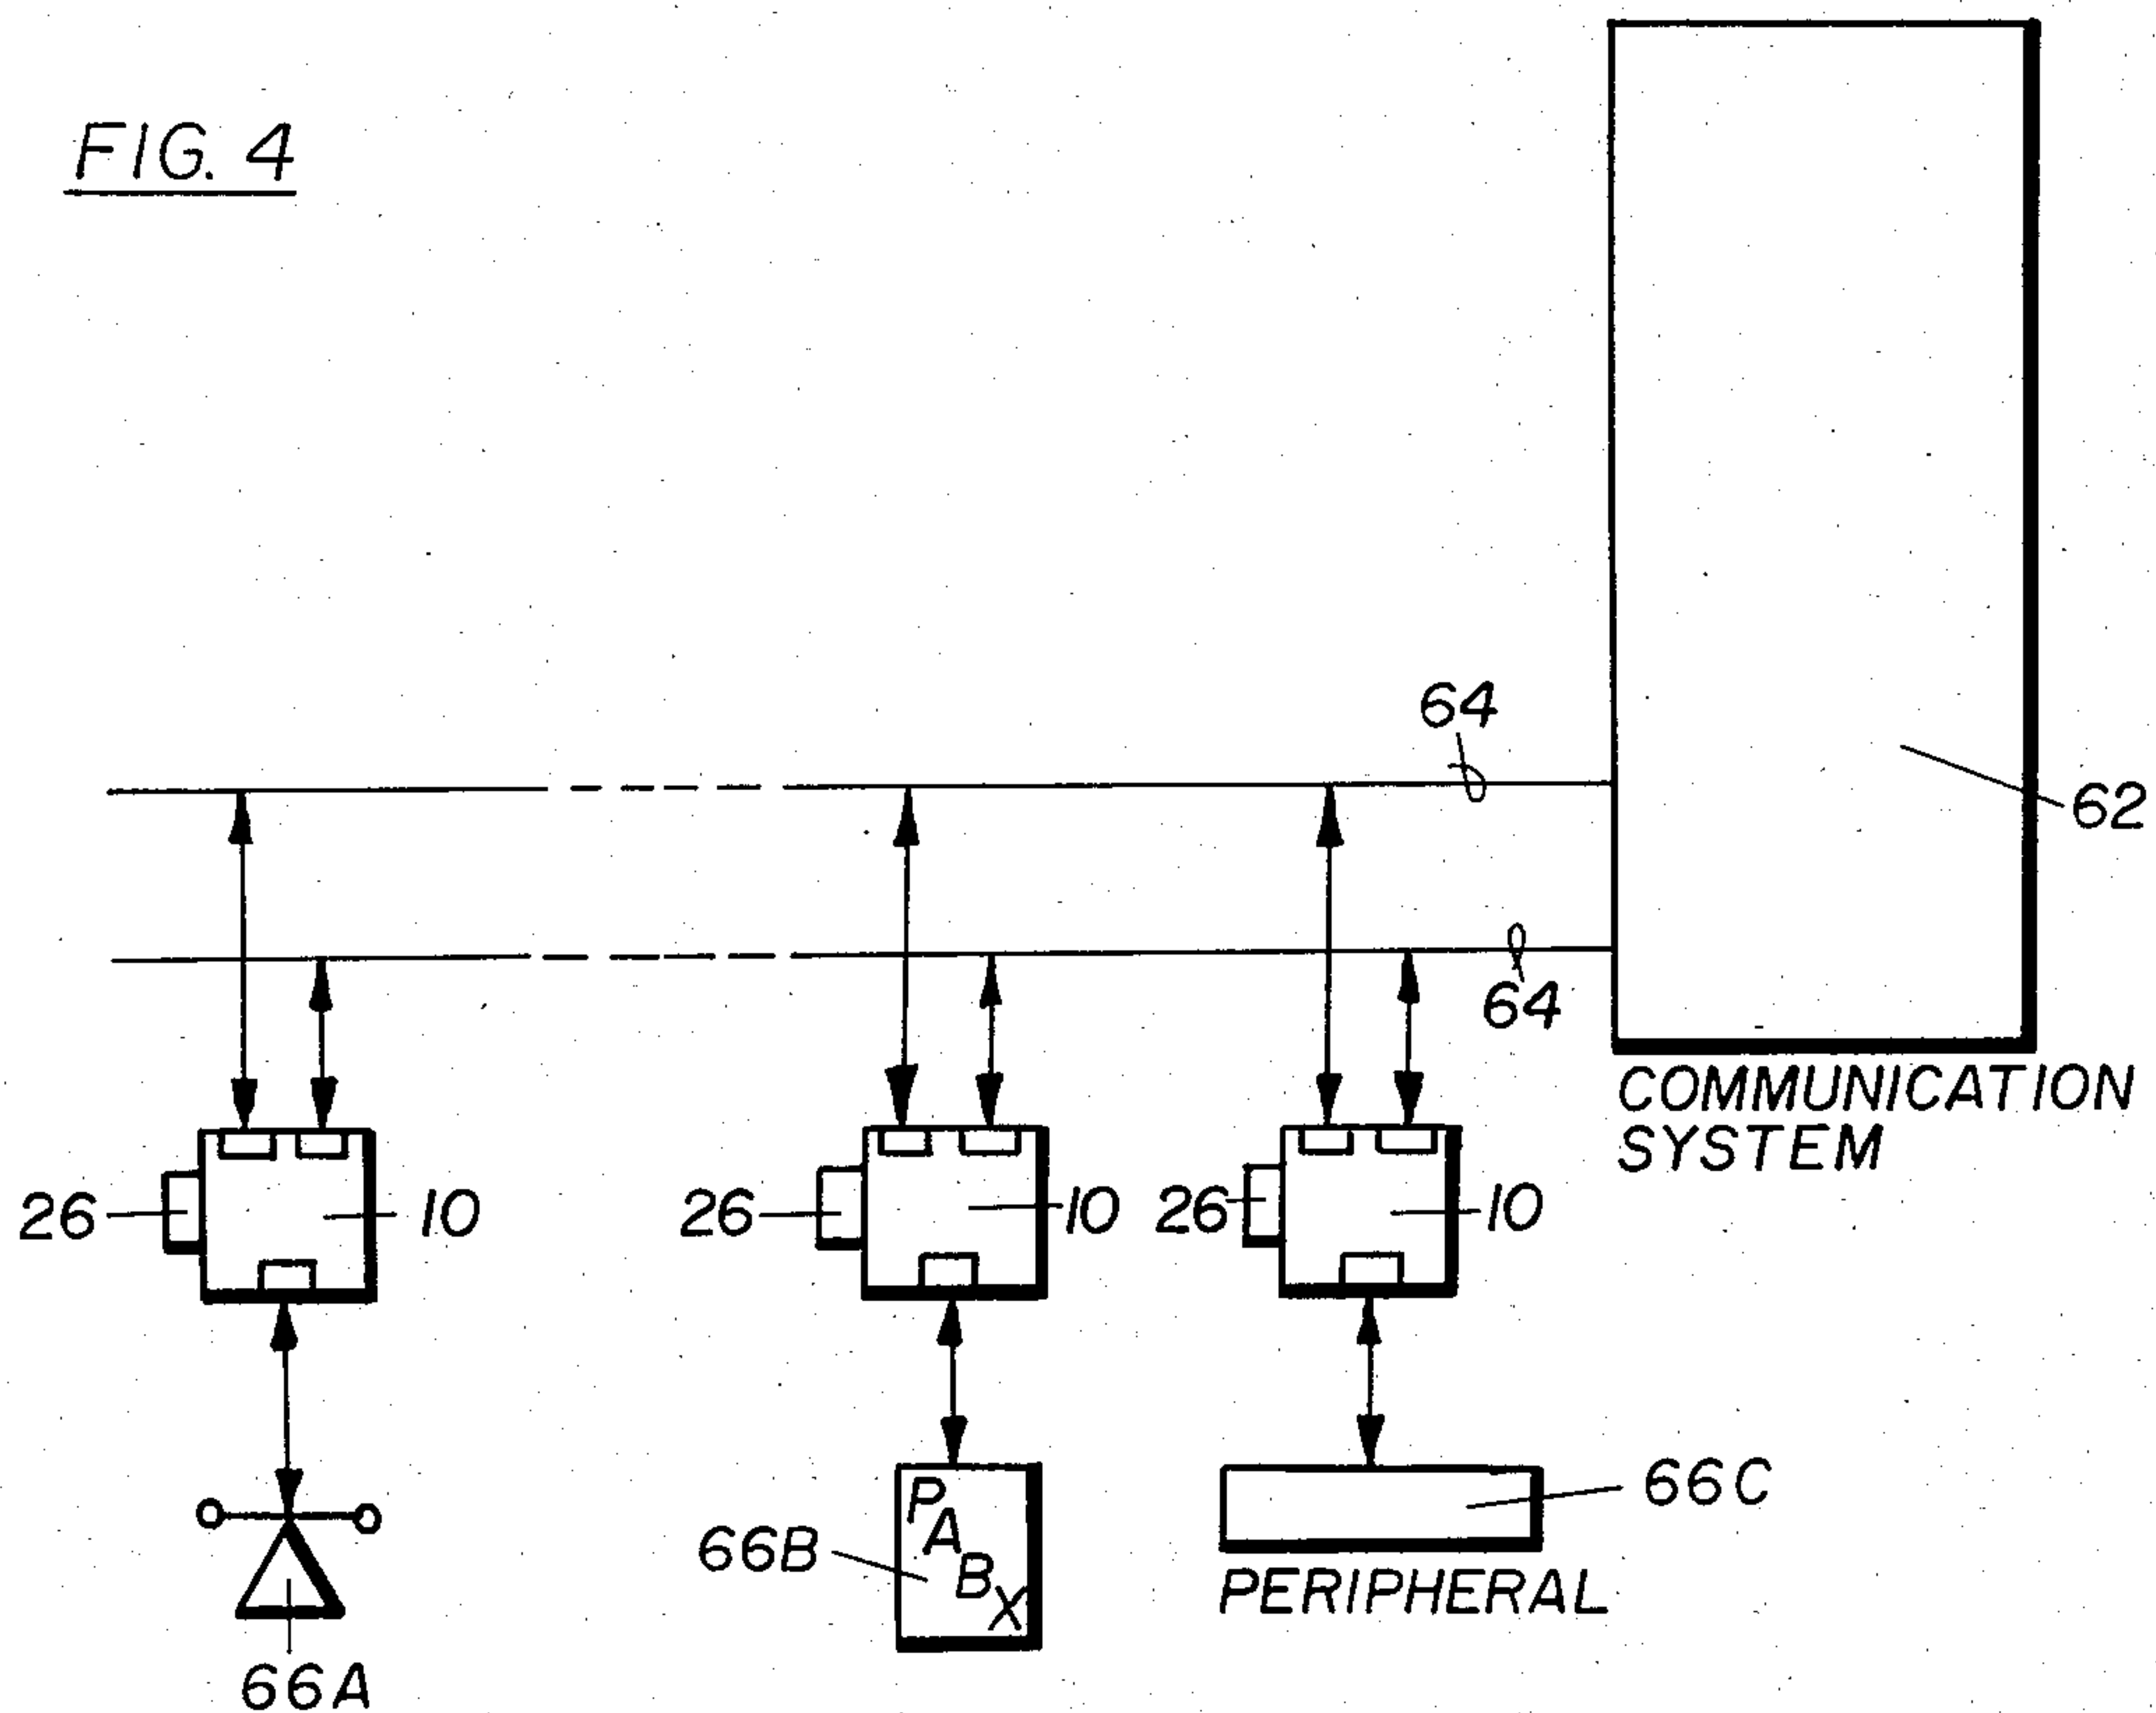 FIG. 4
64
62
64
COMMUNICATION
SYSTEM
26
10
26
10
26
10
66C
PABX
66B
PERIPHERAL
66A